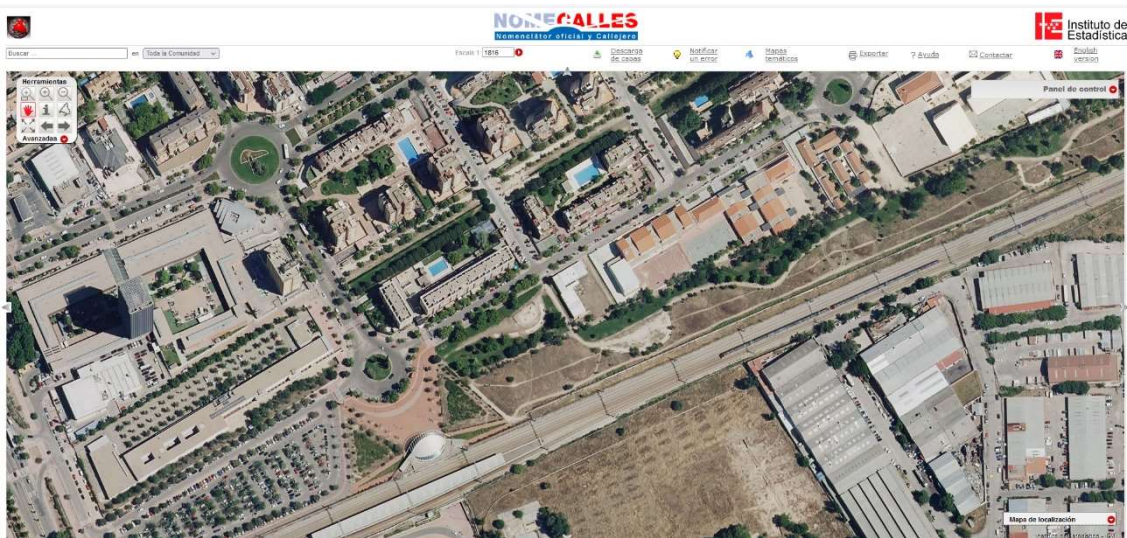 NOMECALLES
Nomenclátor oficial y Callejero
Instituto de
Estadística
Buscar ...
en
Toda la Comunidad
Escala 1:
1816
Descarga
de capas
Notificar
un error
Mapas
temáticos
Exportar
? Ayuda
Contactar
English
version
Herramientas
Avanzadas
Panel de control
Mapa de localización